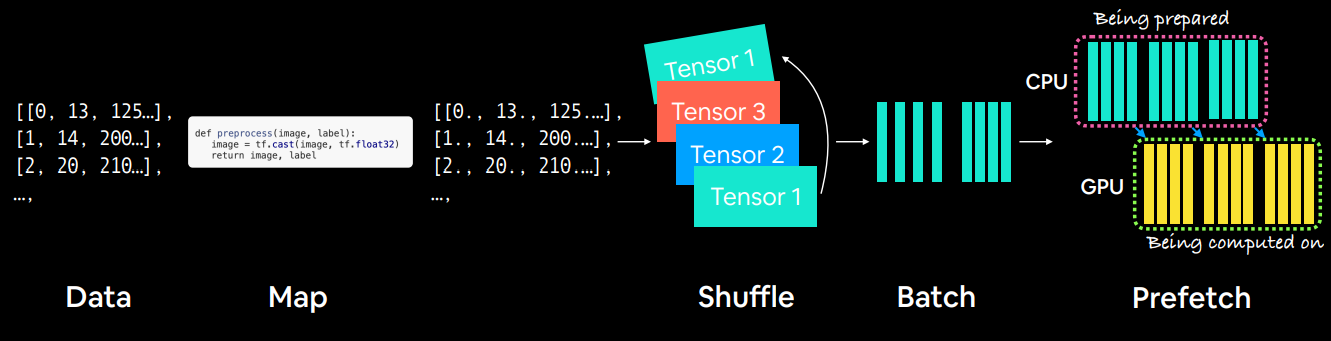 [[0, 13, 125…],
[1, 14, 200…],
[2, 20, 210…],
…,
def preprocess(image, label):
    image = tf.cast(image, tf.float32)
    return image, label
[[0., 13., 125.…],
[1., 14., 200.…],
[2., 20., 210.…],
…,
Tensor 1
Tensor 3
Tensor 2
Tensor 1
Being prepared
CPU
GPU
Being computed on
Data
Map
Shuffle
Batch
Prefetch